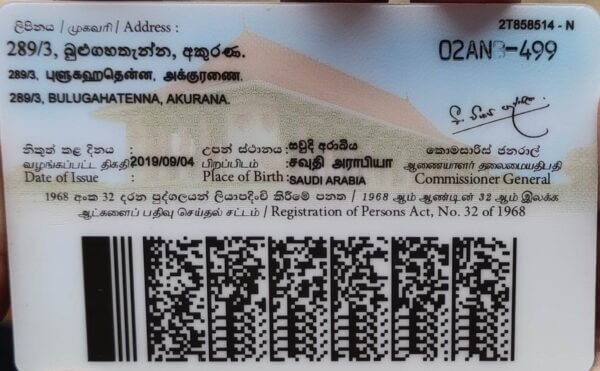 ලිපිනය / முகவரி / Address :
2T858514 - N
289/3, බුළුගහතැන්න, අකුරණ.
02AN -499
289/3, புளுகஹதென்ன, அக்குரணை.
289/3, BULUGAHATENNA, AKURANA.
නිකුත් කළ දිනය : උපන් ස්ථානය : සවුදි අරාබිය කොමසාරිස් ජනරාල්
வழங்கப்பட்ட திகதி 2019/09/04 பிறப்பிடம் : சவுதி அராபியா ஆணையாளர் தலைமையதிபதி
Date of Issue : Place of Birth : SAUDI ARABIA Commissioner General
1968 අංක 32 දරන පුද්ගලයන් ලියාපදිංචි කිරීමේ පනත / 1968 ஆம் ஆண்டின் 32 ஆம் இலக்க
ஆட்களைப் பதிவு செய்தல் சட்டம் / Registration of Persons Act, No. 32 of 1968